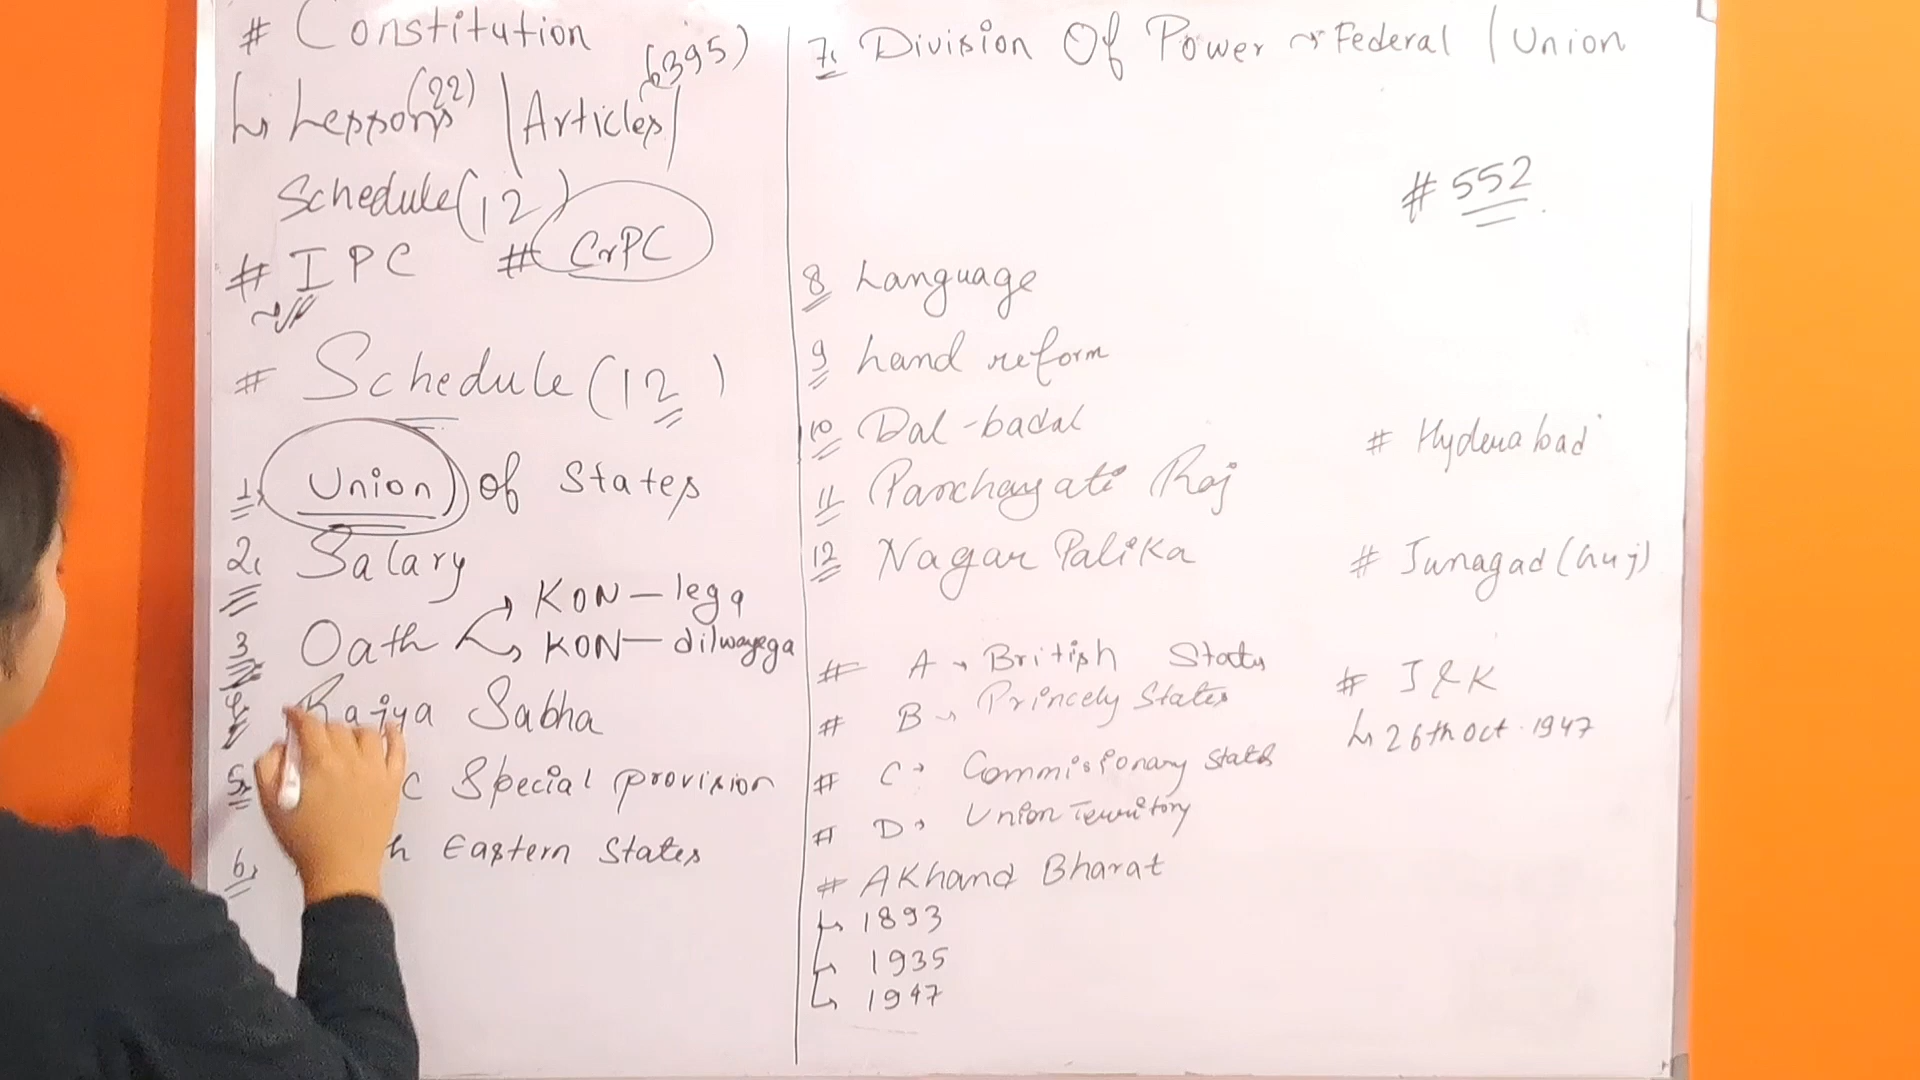 # Constitution
↳ Lessons (22) | Articles | (395)
Schedule (12)
# IPC # CrPC
# Schedule (12)
1. Union of States
2. Salary
3 Oath → KON - lega
↳ KON - dilwayega
Rajya Sabha
5. c Special provision
6. h Eastern States
7. Division Of Power → Federal / Union
# 552
8 Language
9 Land reform
10 Dal-badal
11 Panchayati Raj
12 Nagar Palika
# Hyderabad
# Junagad (Guj)
# J & K
↳ 26th Oct. 1947
# A → British States
# B → Princely States
# C → Commissionary States
# D → Union Territory
# AKhand Bharat
↳ 1893
↳ 1935
↳ 1947